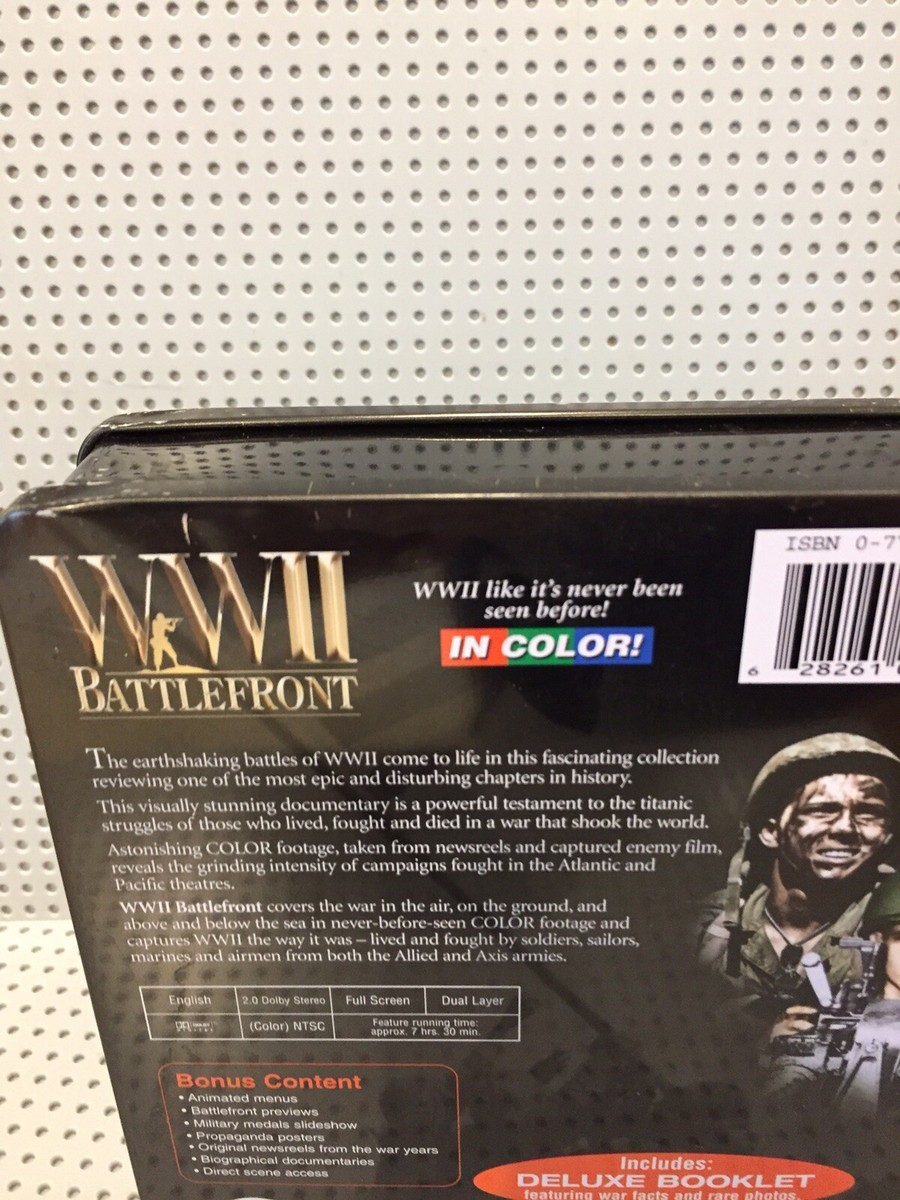 WWII
BATTLEFRONT
WWII like it's never been
seen before!
IN COLOR!
ISBN 0-7
6 28261
The earthshaking battles of WWII come to life in this fascinating collection
reviewing one of the most epic and disturbing chapters in history.
This visually stunning documentary is a powerful testament to the titanic
struggles of those who lived, fought and died in a war that shook the world.
Astonishing COLOR footage, taken from newsreels and captured enemy film,
reveals the grinding intensity of campaigns fought in the Atlantic and
Pacific theatres.
WWII Battlefront covers the war in the air, on the ground, and
above and below the sea in never-before-seen COLOR footage and
captures WWII the way it was – lived and fought by soldiers, sailors,
marines and airmen from both the Allied and Axis armies.
English 2.0 Dolby Stereo Full Screen Dual Layer
(Color) NTSC Feature running time:
approx. 7 hrs. 30 min.
Bonus Content
• Animated menus
• Battlefront previews
• Military medals slideshow
• Propaganda posters
• Original newsreels from the war years
• Biographical documentaries
• Direct scene access
Includes:
DELUXE BOOKLET
featuring war facts and rare photos.